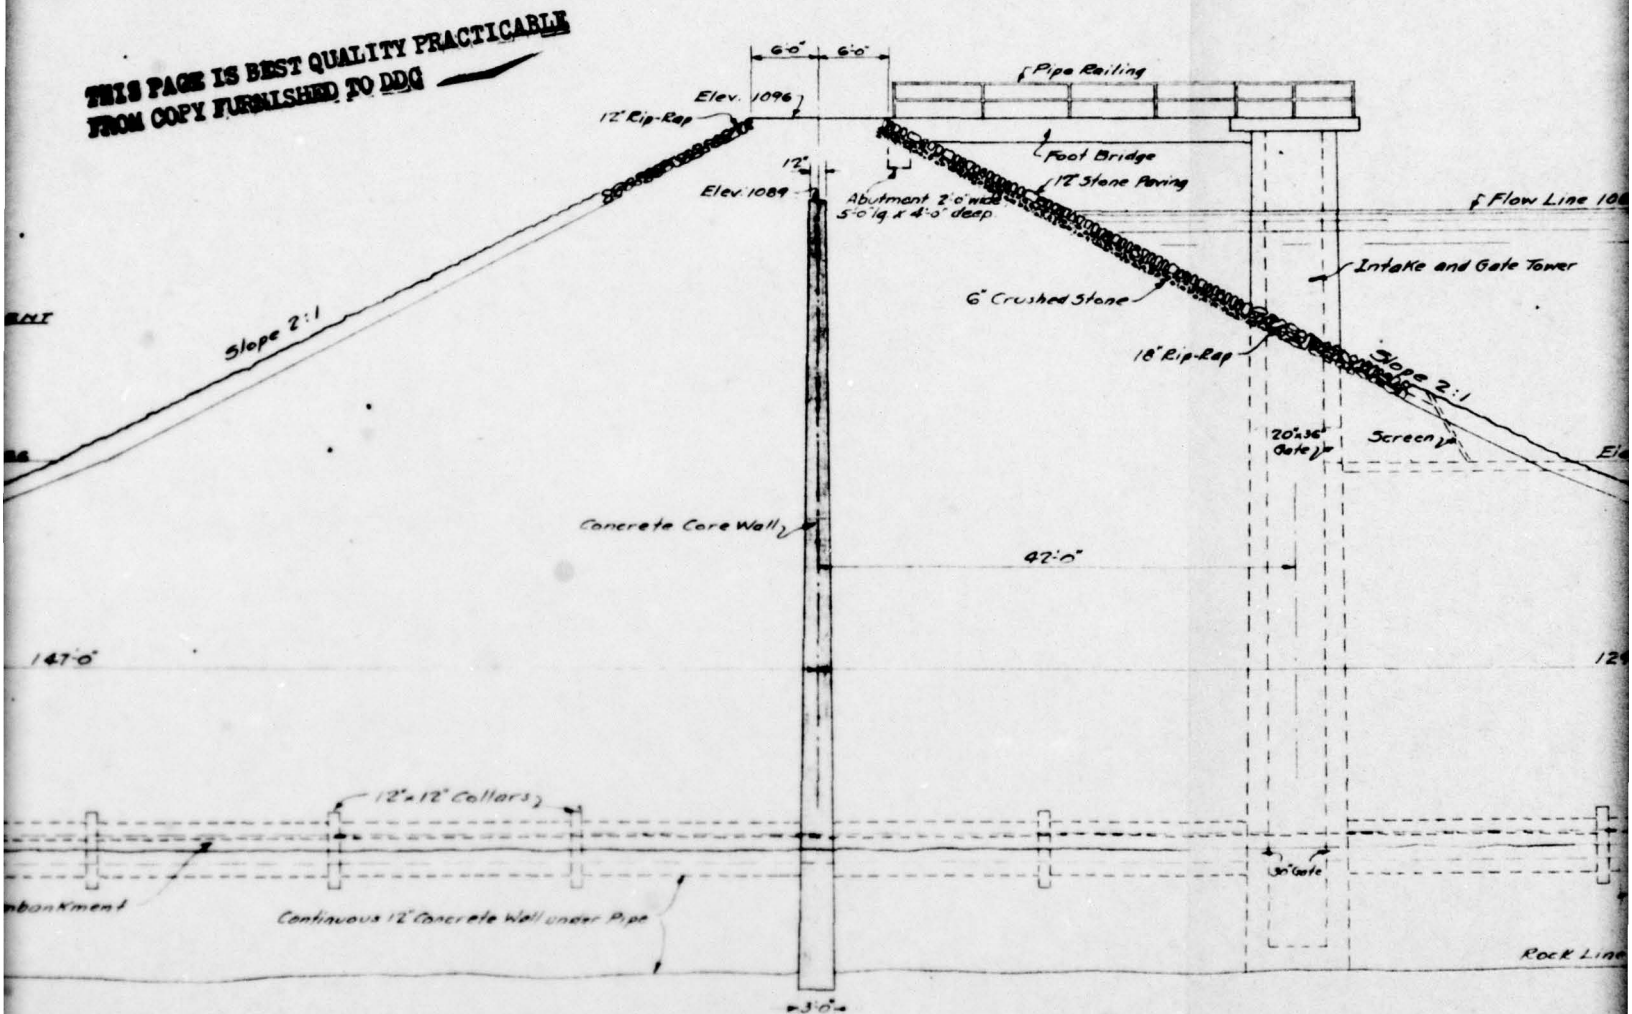 THIS PAGE IS BEST QUALITY PRACTICABLE
FROM COPY FURNISHED TO DDC
6'-0" 6'-0"
Pipe Railing
Elev. 1096
12" Rip-Rap
Foot Bridge
12"
12" Stone Paving
Elev. 1089
Abutment 2'-0" wide
5'-0" lg. x 4'-0" deep.
Flow Line
Intake and Gate Tower
6" Crushed Stone
Slope 2:1
18" Rip-Rap
Slope 2:1
20"x36"
Gate
Screen
Concrete Core Wall
42'-0"
147'-0"
12"x12" Collars
30" Gate
Continuous 12" Concrete Wall under Pipe
Rock Line
3'-0"